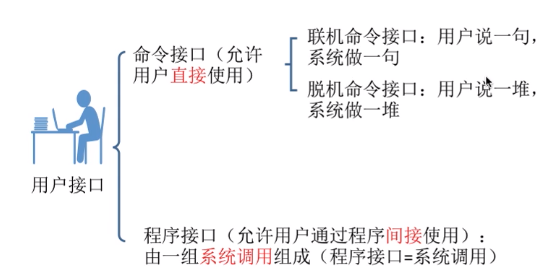 命令接口（允许
用户直接使用）
联机命令接口：用户说一句，
系统做一句
脱机命令接口：用户说一堆，
系统做一堆
用户接口
程序接口（允许用户通过程序间接使用）：
由一组系统调用组成（程序接口=系统调用）